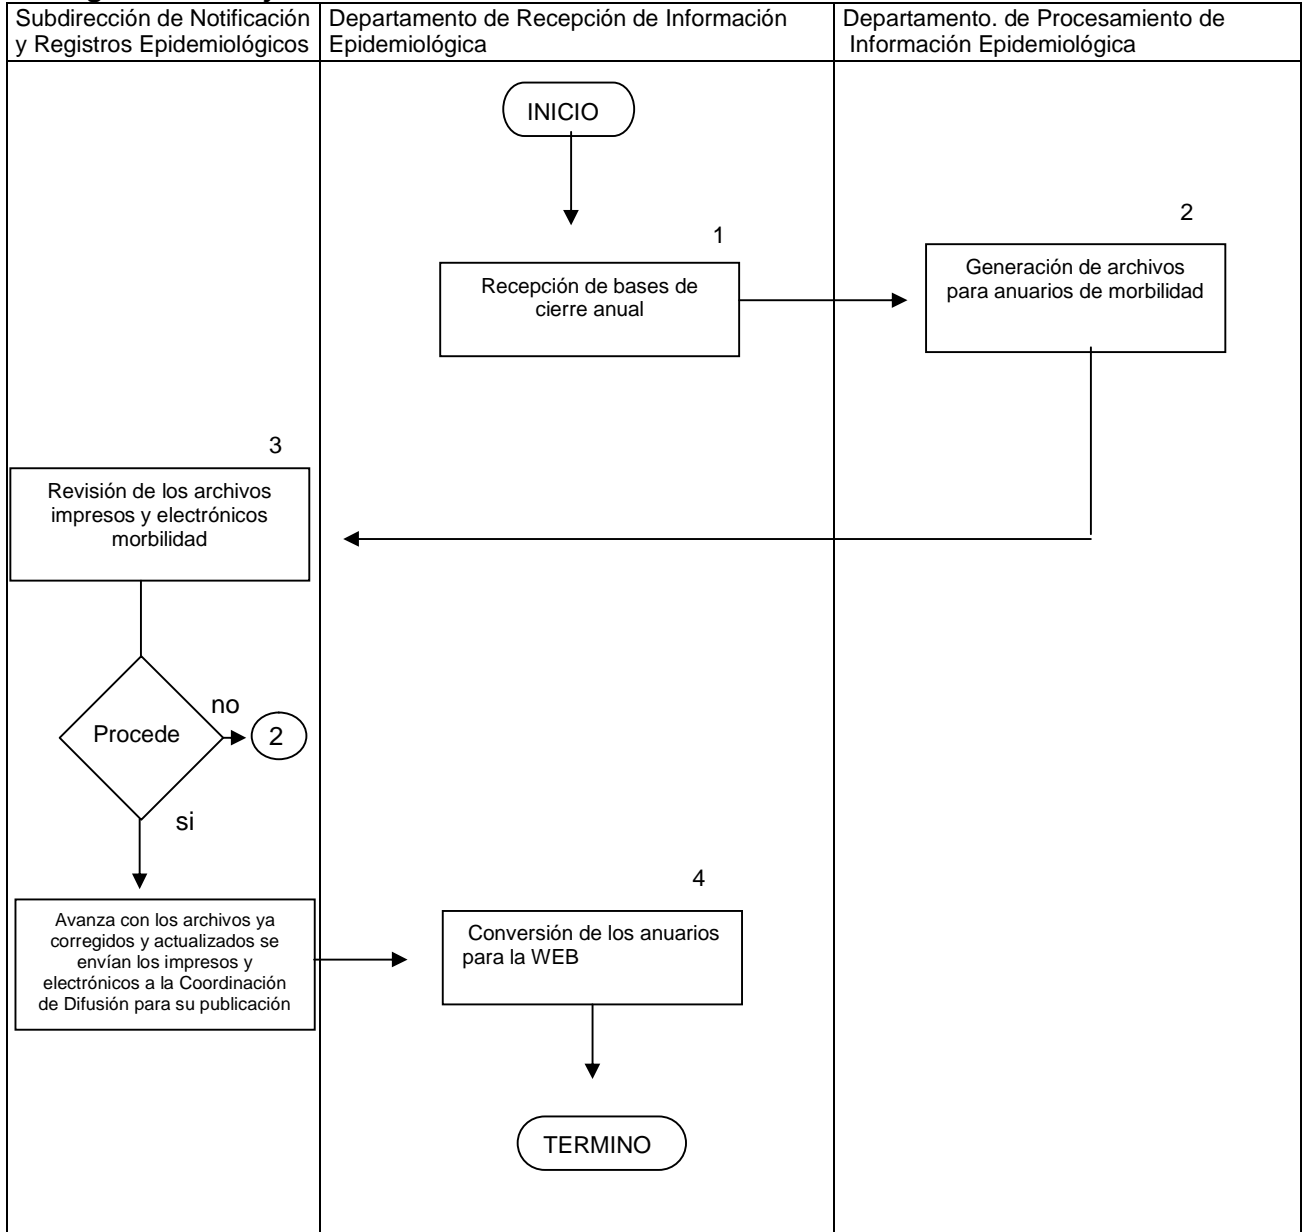 Subdirección de Notificación
y Registros Epidemiológicos
Departamento de Recepción de Información
Epidemiológica
Departamento. de Procesamiento de
Información Epidemiológica
INICIO
1
Recepción de bases de
cierre anual
2
Generación de archivos
para anuarios de morbilidad
3
Revisión de los archivos
impresos y electrónicos
morbilidad
Procede
no
2
si
Avanza con los archivos ya
corregidos y actualizados se
envían los impresos y
electrónicos a la Coordinación
de Difusión para su publicación
4
Conversión de los anuarios
para la WEB
TERMINO